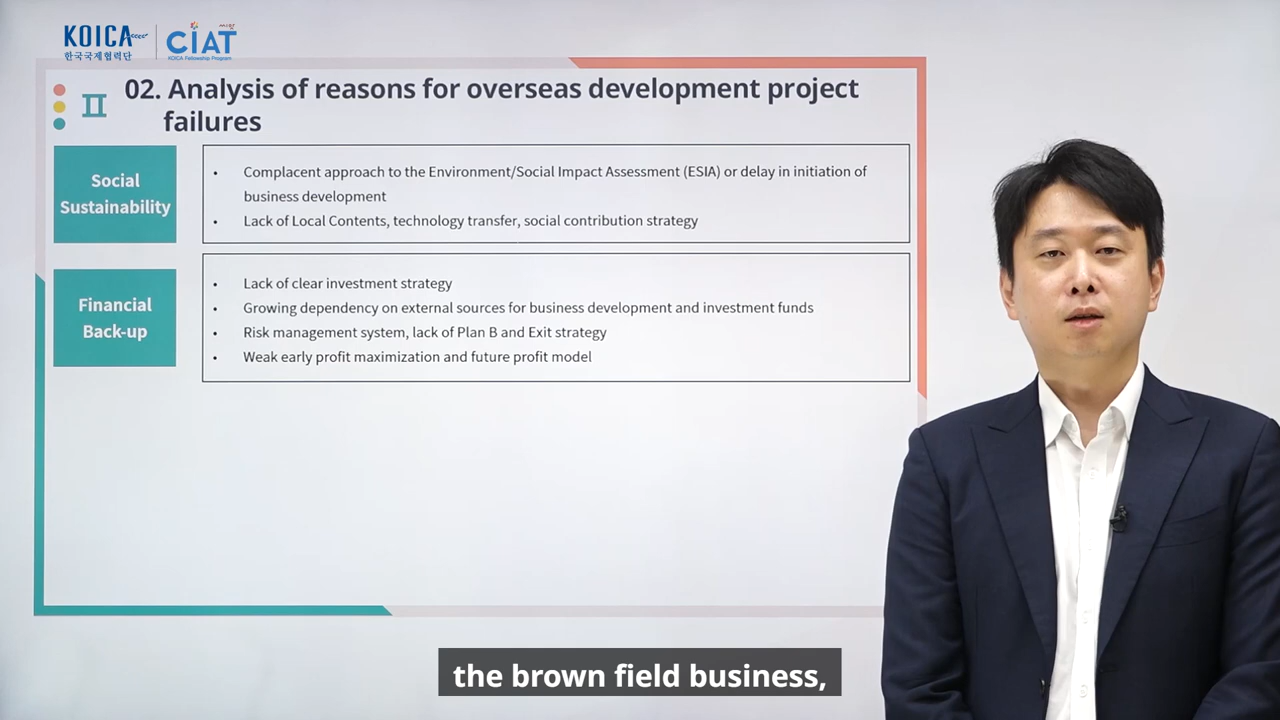 KOICA
한국국제협력단
CIAT
KOICA Fellowship Program
II
02. Analysis of reasons for overseas development project
failures
Social
Sustainability
• Complacent approach to the Environment/Social Impact Assessment (ESIA) or delay in initiation of
business development
• Lack of Local Contents, technology transfer, social contribution strategy
Financial
Back-up
• Lack of clear investment strategy
• Growing dependency on external sources for business development and investment funds
• Risk management system, lack of Plan B and Exit strategy
• Weak early profit maximization and future profit model
the brown field business,